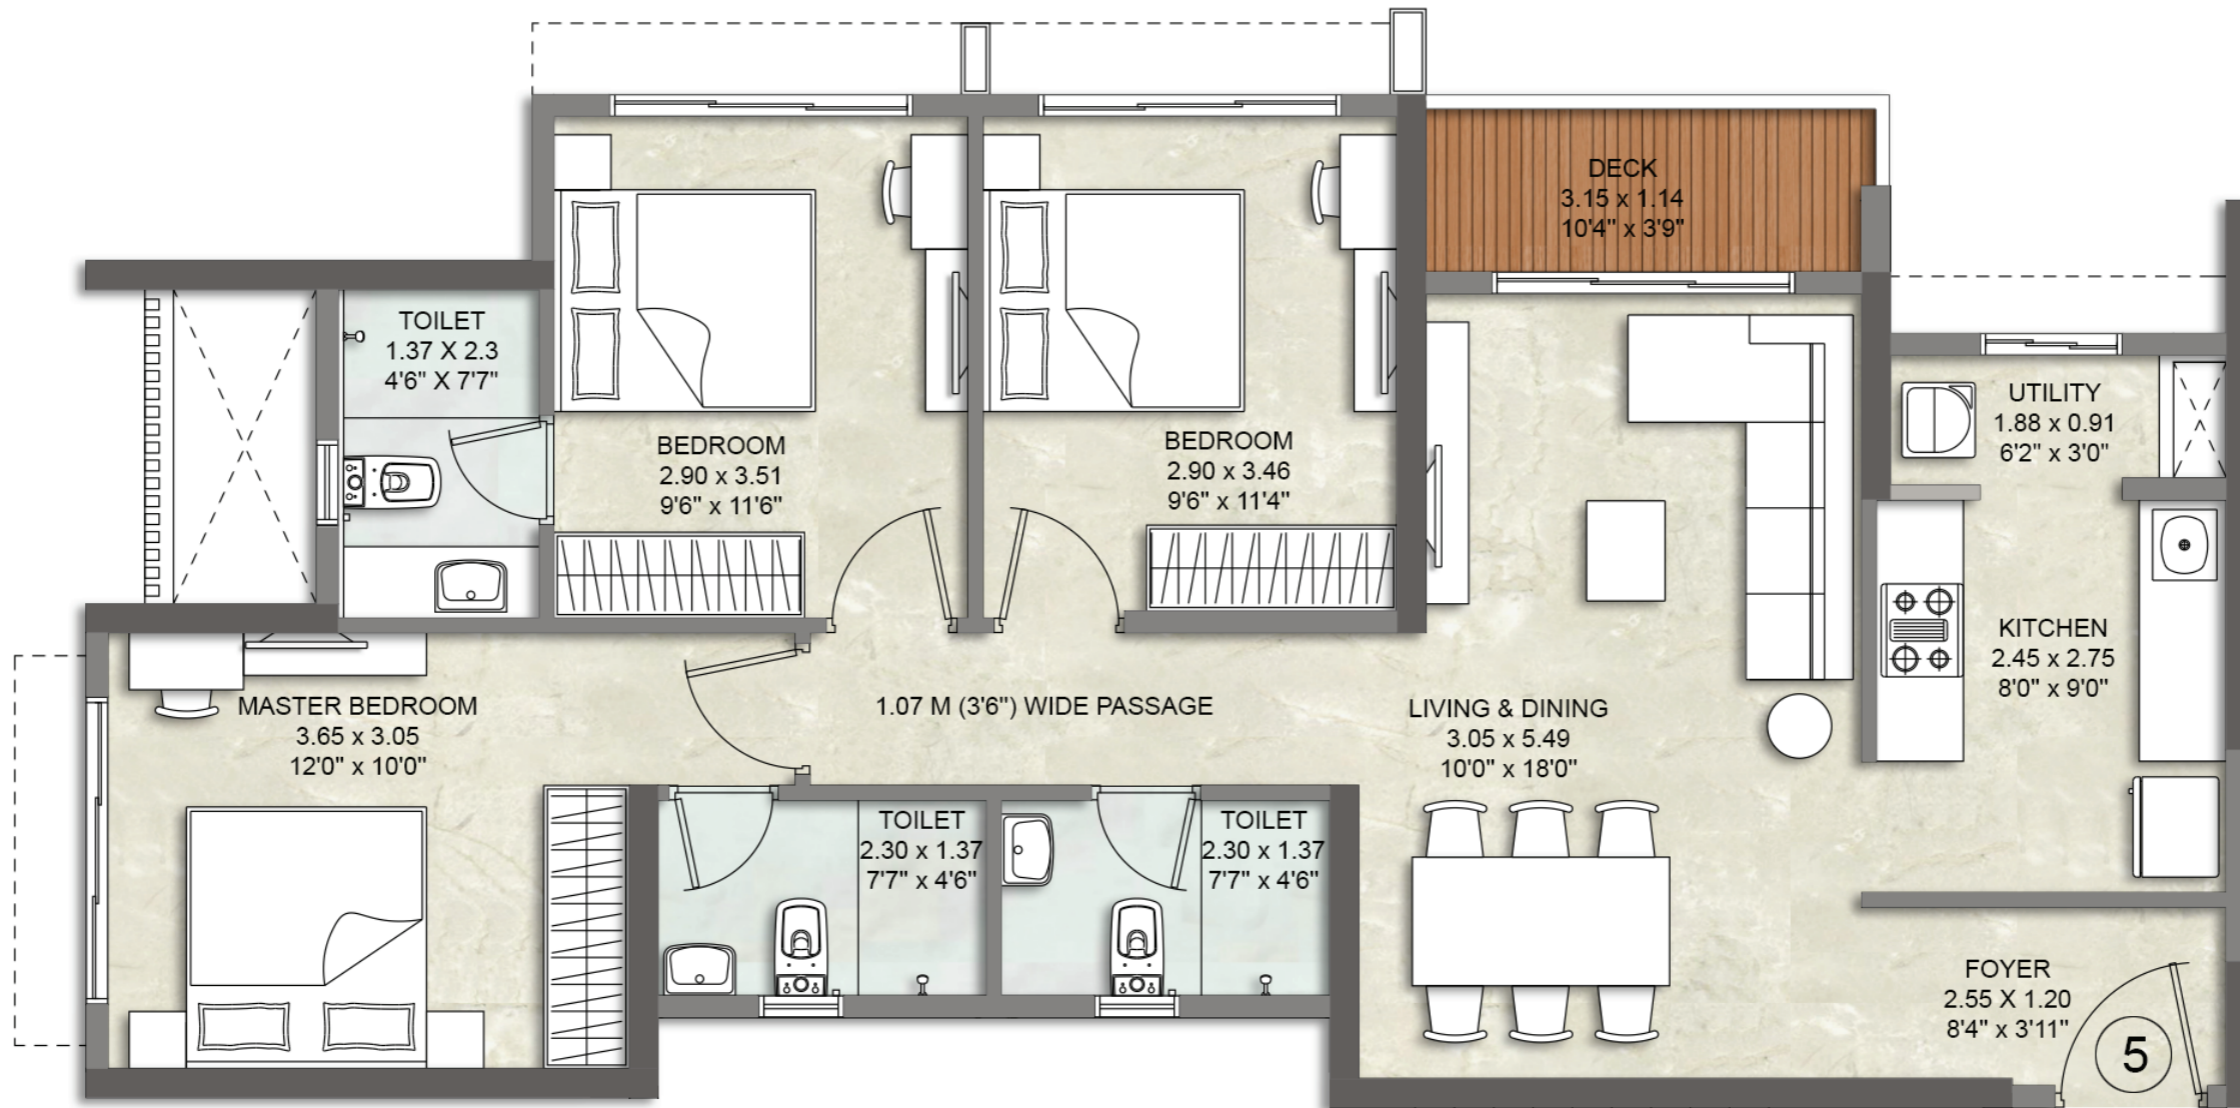 DECK
3.15 x 1.14
10'4" x 3'9"
TOILET
1.37 X 2.3
4'6" X 7'7"
BEDROOM
2.90 x 3.51
9'6" x 11'6"
BEDROOM
2.90 x 3.46
9'6" x 11'4"
UTILITY
1.88 x 0.91
6'2" x 3'0"
KITCHEN
2.45 x 2.75
8'0" x 9'0"
MASTER BEDROOM
3.65 x 3.05
12'0" x 10'0"
1.07 M (3'6") WIDE PASSAGE
LIVING & DINING
3.05 x 5.49
10'0" x 18'0"
TOILET
2.30 x 1.37
7'7" x 4'6"
TOILET
2.30 x 1.37
7'7" x 4'6"
FOYER
2.55 X 1.20
8'4" x 3'11"
5